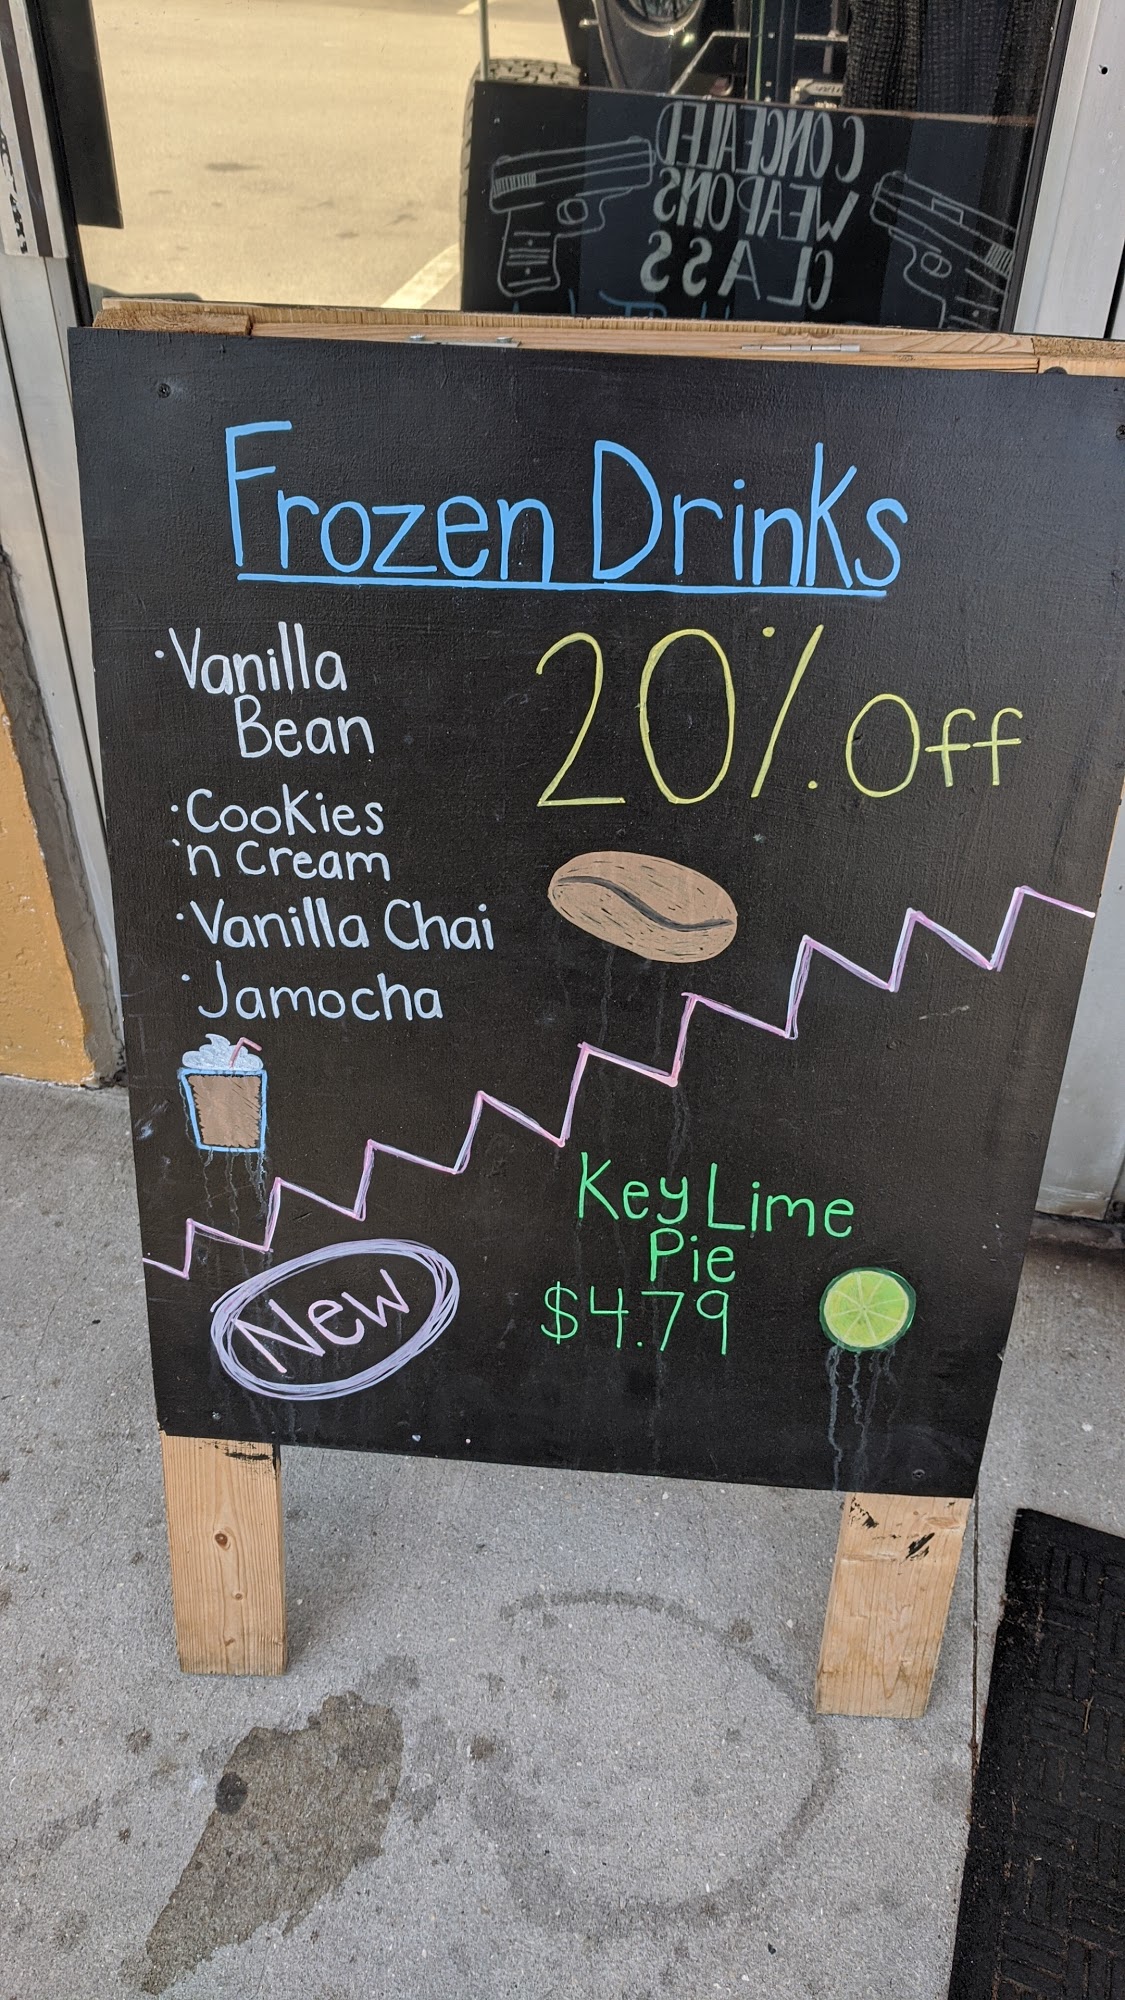 CONCEALED
WEAPONS
CLASS
Frozen Drinks
·Vanilla
Bean
20% Off
·Cookies
'n Cream
·Vanilla Chai
·Jamocha
Key Lime
Pie
$4.79
New